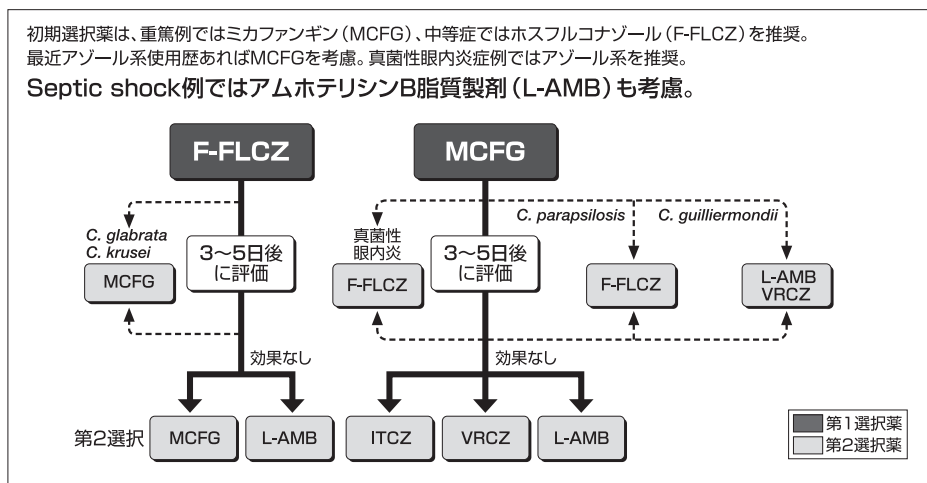 初期選択薬は、重篤例ではミカファンギン（MCFG）、中等症ではホスフルコナゾール（F-FLCZ）を推奨。
最近アゾール系使用歴あればMCFGを考慮。真菌性眼内炎症例ではアゾール系を推奨。
Septic shock例ではアムホテリシンB脂質製剤（L-AMB）も考慮。
F-FLCZ
MCFG
C. glabrata
C. krusei
MCFG
3〜5日後
に評価
真菌性
眼内炎
F-FLCZ
3〜5日後
に評価
C. parapsilosis
F-FLCZ
C. guilliermondii
L-AMB
VRCZ
効果なし
効果なし
第2選択
MCFG
L-AMB
ITCZ
VRCZ
L-AMB
第1選択薬
第2選択薬